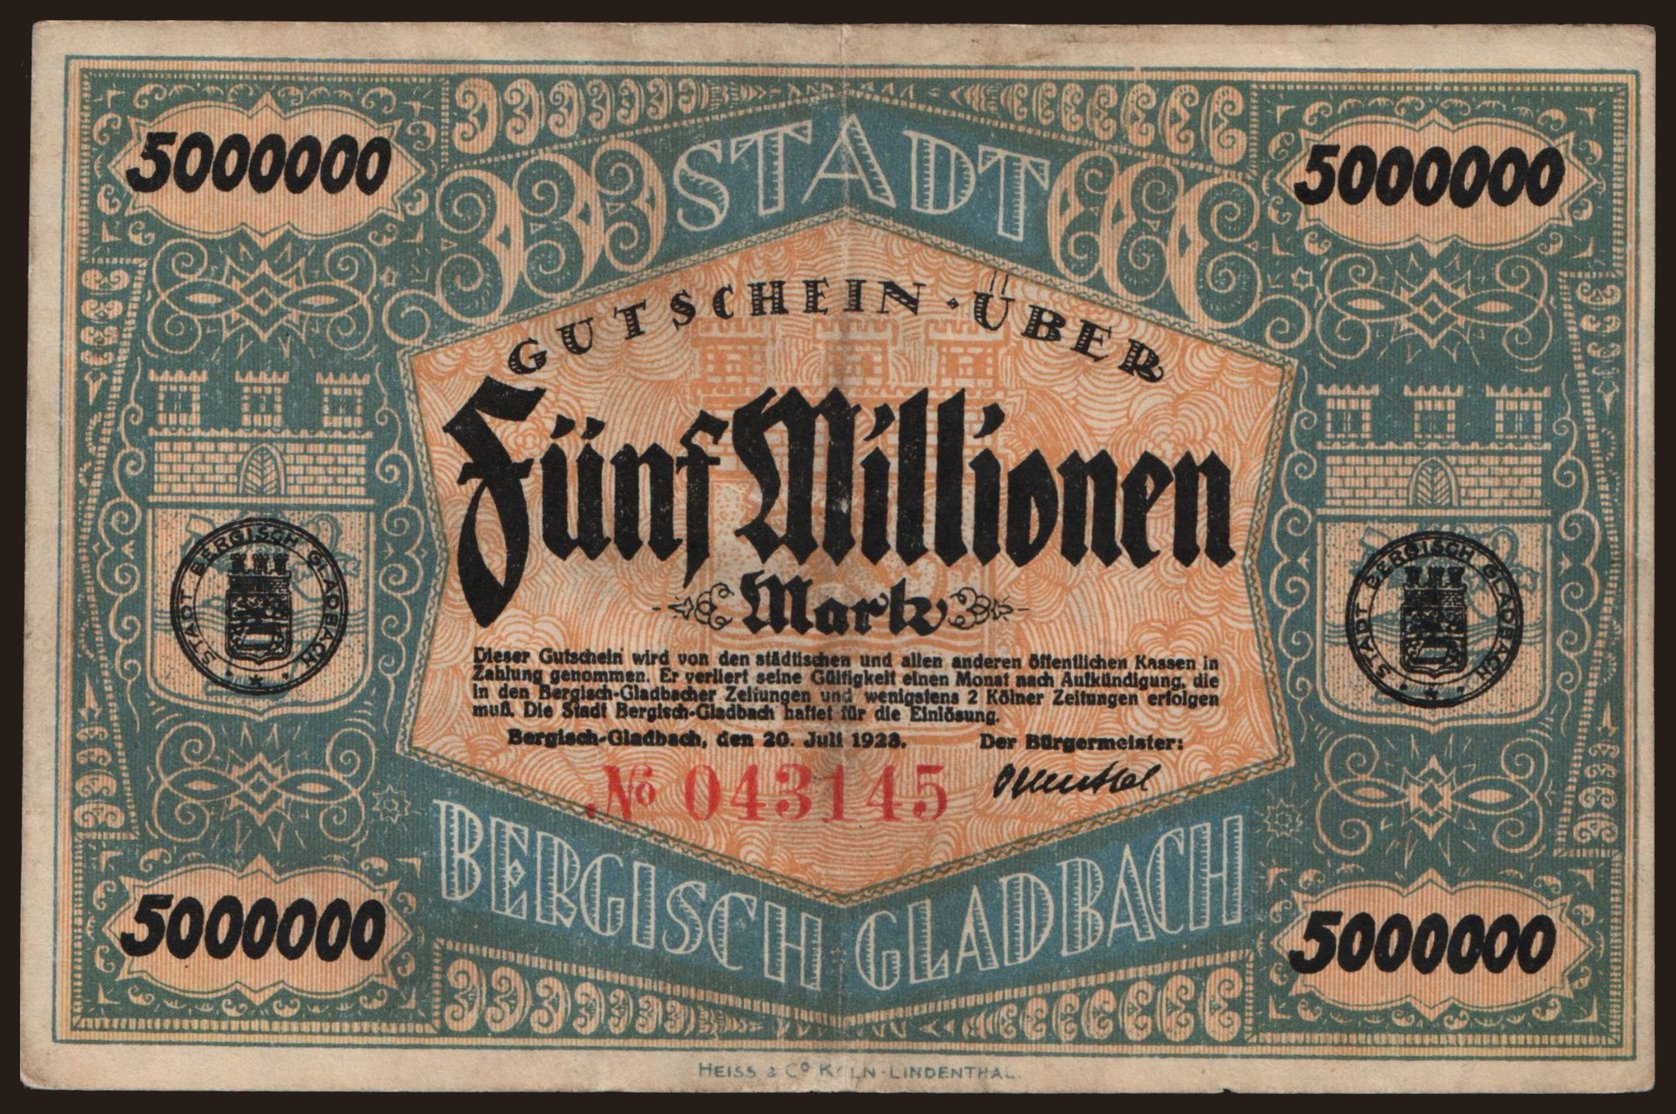 5000000
5000000
STADT
GUTSCHEIN · ÜBER
Fünf Millionen
Mark
STADT BERGISCH GLADBACH
STADT BERGISCH GLADBACH
Dieser Gutschein wird von den städtischen und allen anderen öffentlichen Kassen in
Zahlung genommen. Er verliert seine Gültigkeit einen Monat nach Aufkündigung, die
in den Bergisch-Gladbacher Zeitungen und wenigstens 2 Kölner Zeitungen erfolgen
muß. Die Stadt Bergisch-Gladbach haftet für die Einlösung.
Bergisch-Gladbach, den 20. Juli 1923.
Der Bürgermeister:
№ 043145
BERGISCH GLADBACH
5000000
5000000
HEISS & Cº KÖLN-LINDENTHAL.